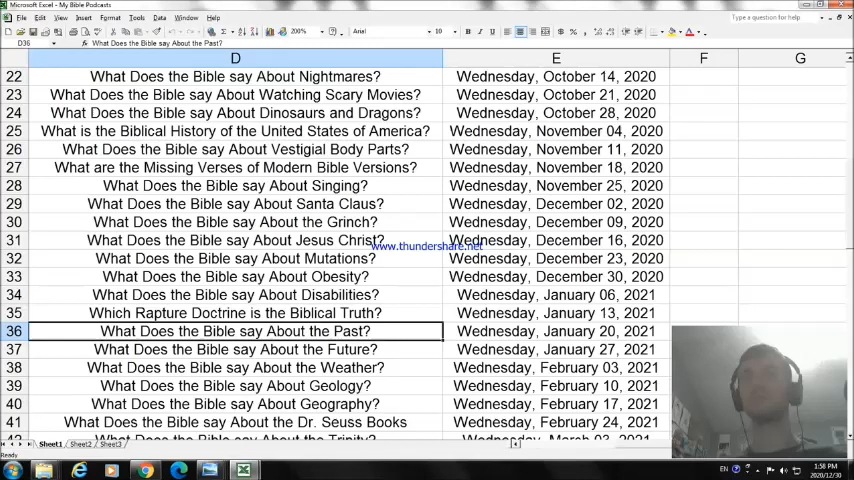 Microsoft Excel - My Bible Podcasts
File Edit View Insert Format Tools Data Window Help
Type a question for help
200% Arial 10
D36 What Does the Bible say About the Past?
D E F G
22 What Does the Bible say About Nightmares? Wednesday, October 14, 2020
23 What Does the Bible say About Watching Scary Movies? Wednesday, October 21, 2020
24 What Does the Bible say About Dinosaurs and Dragons? Wednesday, October 28, 2020
25 What is the Biblical History of the United States of America? Wednesday, November 04, 2020
26 What Does the Bible say About Vestigial Body Parts? Wednesday, November 11, 2020
27 What are the Missing Verses of Modern Bible Versions? Wednesday, November 18, 2020
28 What Does the Bible say About Singing? Wednesday, November 25, 2020
29 What Does the Bible say About Santa Claus? Wednesday, December 02, 2020
30 What Does the Bible say About the Grinch? Wednesday, December 09, 2020
31 What Does the Bible say About Jesus Christ? Wednesday, December 16, 2020
www.thundershare.net
32 What Does the Bible say About Mutations? Wednesday, December 23, 2020
33 What Does the Bible say About Obesity? Wednesday, December 30, 2020
34 What Does the Bible say About Disabilities? Wednesday, January 06, 2021
35 Which Rapture Doctrine is the Biblical Truth? Wednesday, January 13, 2021
36 What Does the Bible say About the Past? Wednesday, January 20, 2021
37 What Does the Bible say About the Future? Wednesday, January 27, 2021
38 What Does the Bible say About the Weather? Wednesday, February 03, 2021
39 What Does the Bible say About Geology? Wednesday, February 10, 2021
40 What Does the Bible say About Geography? Wednesday, February 17, 2021
41 What Does the Bible say About the Dr. Seuss Books Wednesday, February 24, 2021
42 What Does the Bible say About the Trinity? Wednesday, March 03, 2021
Sheet1 Sheet2 Sheet3
Ready
EN 1:58 PM
2020/12/30